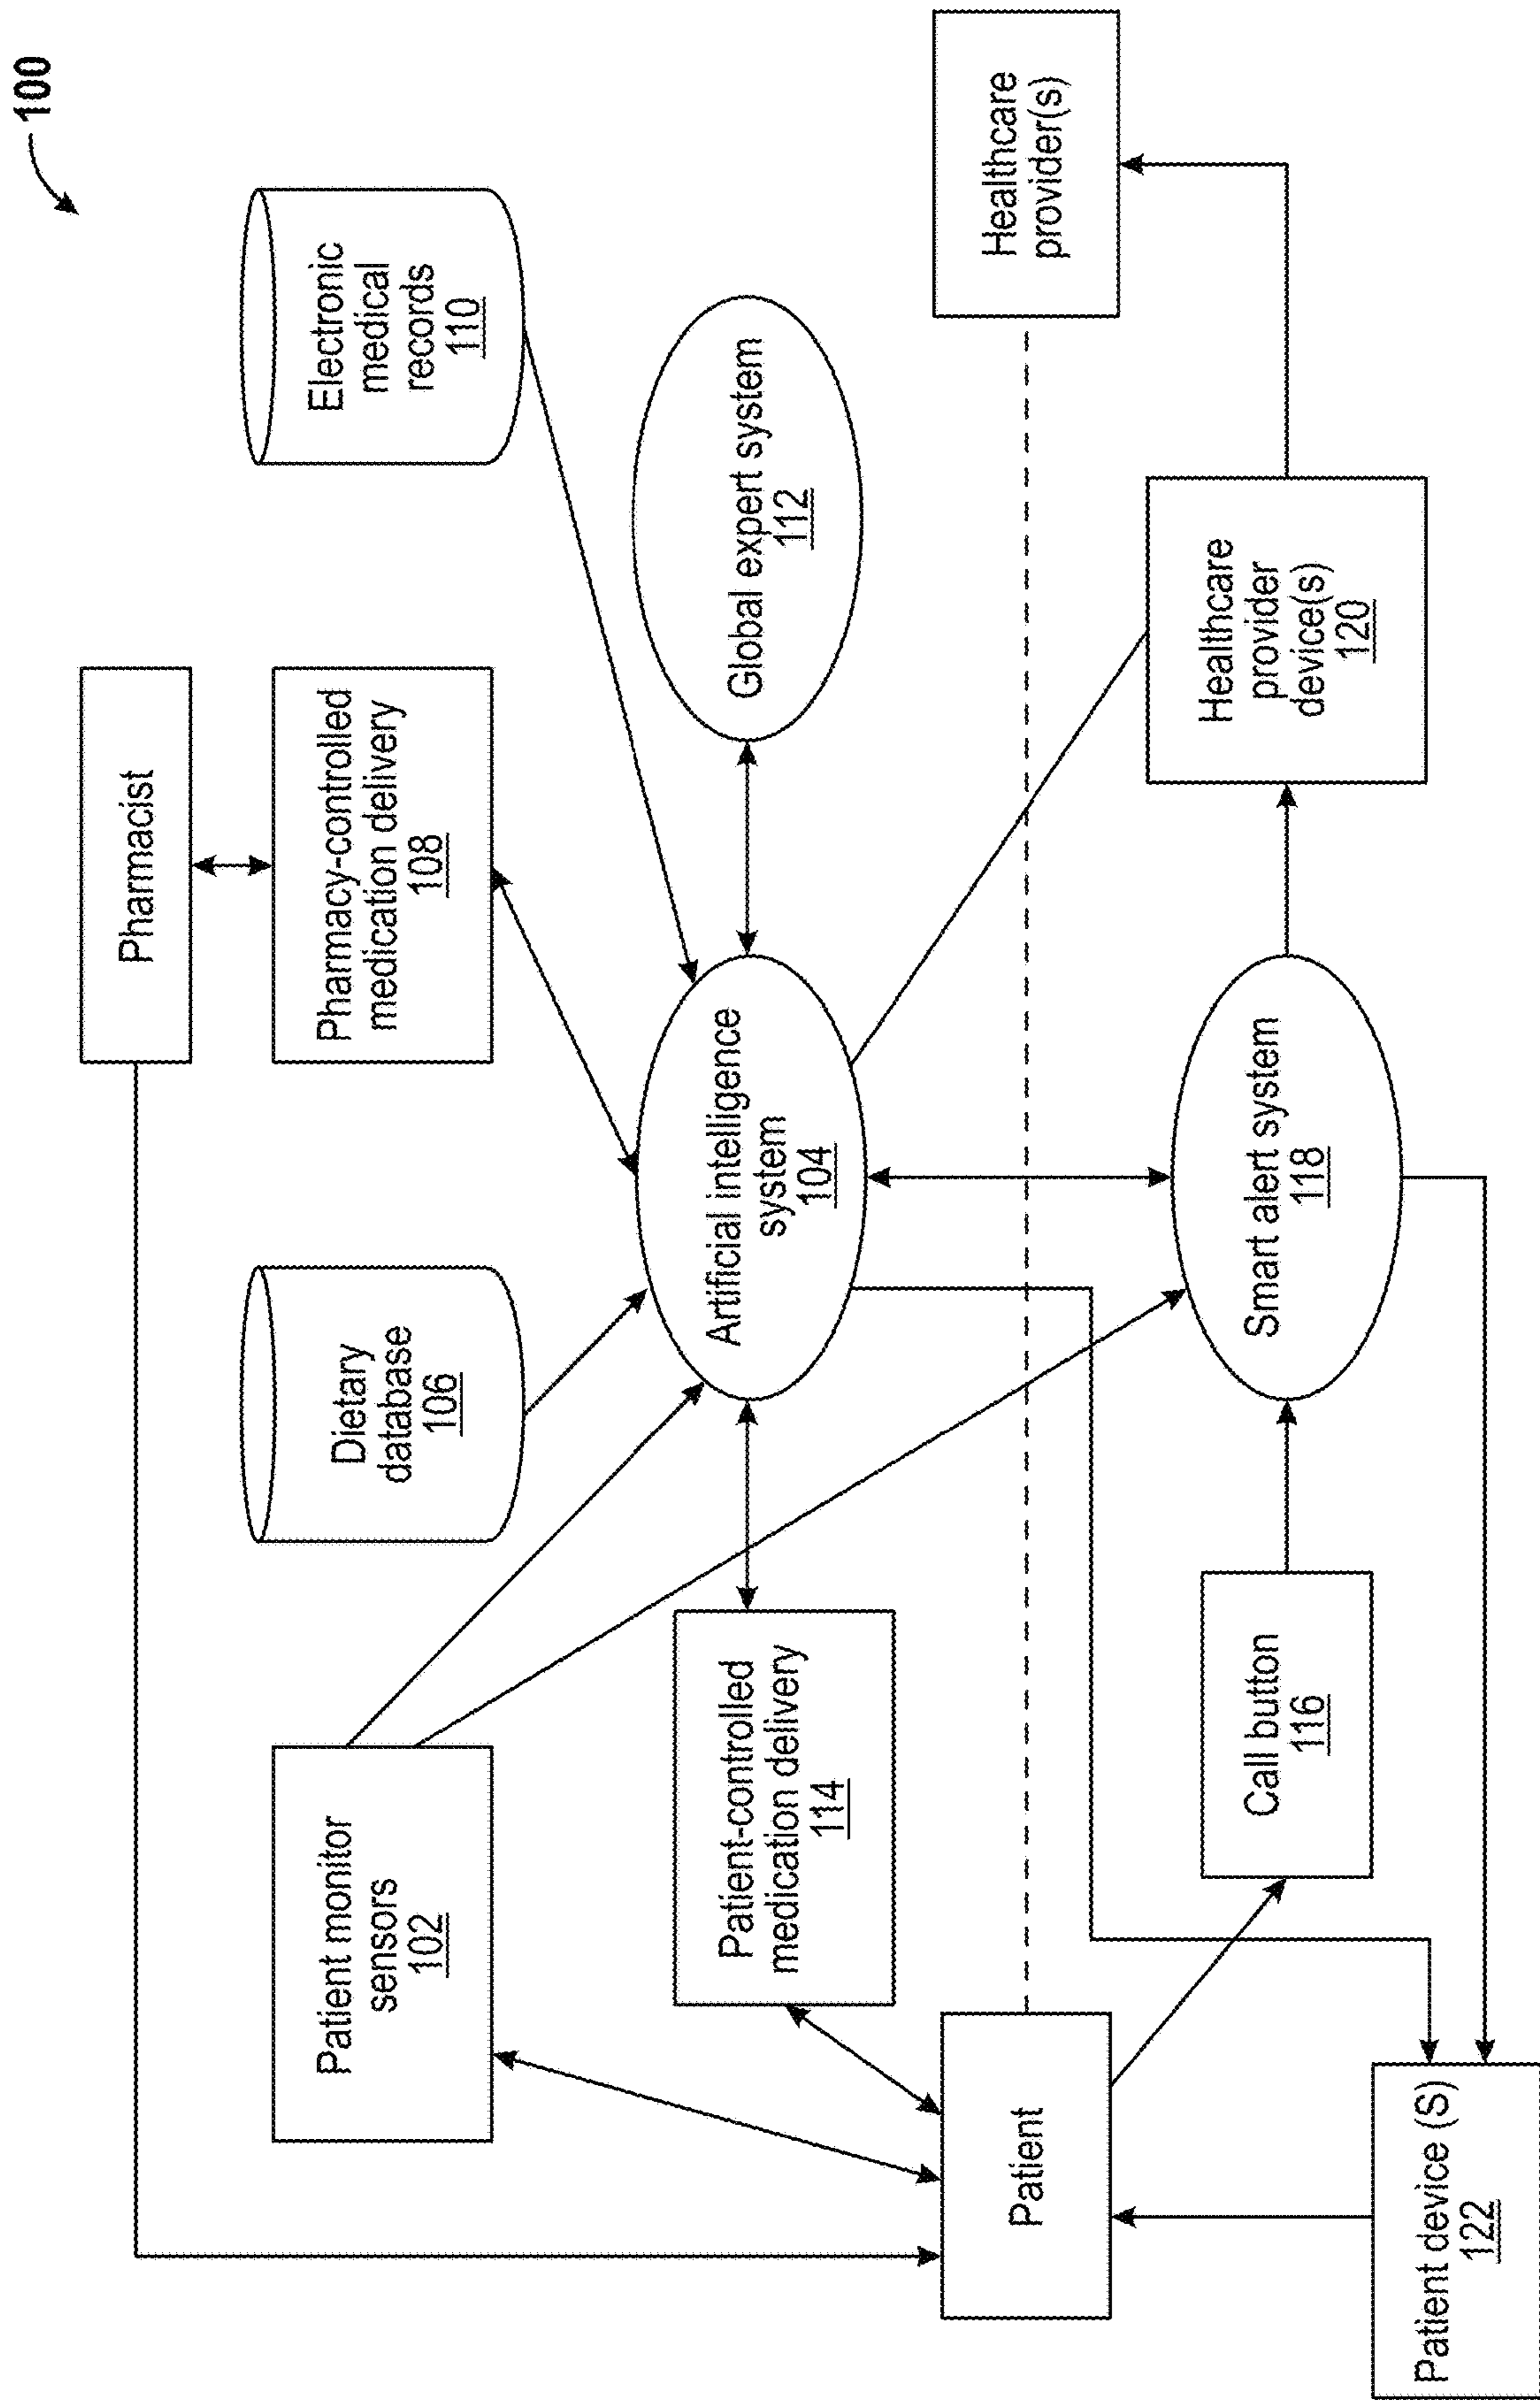 100
Pharmacist
Patient monitor
sensors
102
Dietary
database
106
Pharmacy-controlled
medication delivery
108
Electronic
medical
records
110
Patient-controlled
medication delivery
114
Artificial intelligence
system
104
Global expert system
112
Patient
Healthcare
provider(s)
Call button
116
Smart alert system
118
Healthcare
provider
device(s)
120
Patient device (S)
122